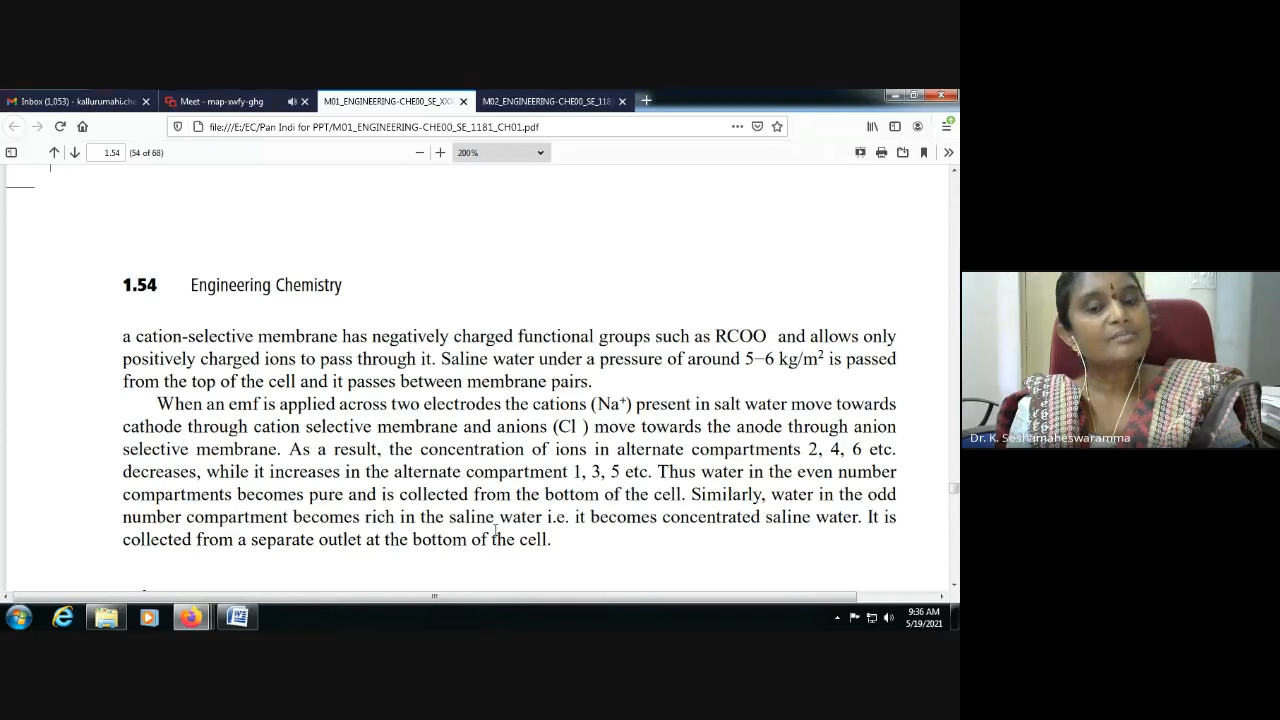 Inbox (1,053) - kallurumahi.che
Meet - map-xwfy-ghg
M01_ENGINEERING-CHE00_SE_XXX
M02_ENGINEERING-CHE00_SE_118
file:///E:/EC/Pan Indi for PPT/M01_ENGINEERING-CHE00_SE_1181_CH01.pdf
1.54 (54 of 68) 200%
1.54 Engineering Chemistry
a cation-selective membrane has negatively charged functional groups such as RCOO and allows only
positively charged ions to pass through it. Saline water under a pressure of around 5–6 kg/m² is passed
from the top of the cell and it passes between membrane pairs.
When an emf is applied across two electrodes the cations (Na⁺) present in salt water move towards
cathode through cation selective membrane and anions (Cl ) move towards the anode through anion
selective membrane. As a result, the concentration of ions in alternate compartments 2, 4, 6 etc.
decreases, while it increases in the alternate compartment 1, 3, 5 etc. Thus water in the even number
compartments becomes pure and is collected from the bottom of the cell. Similarly, water in the odd
number compartment becomes rich in the saline water i.e. it becomes concentrated saline water. It is
collected from a separate outlet at the bottom of the cell.
Dr. K. Seshamaheswaramma
9:36 AM
5/19/2021